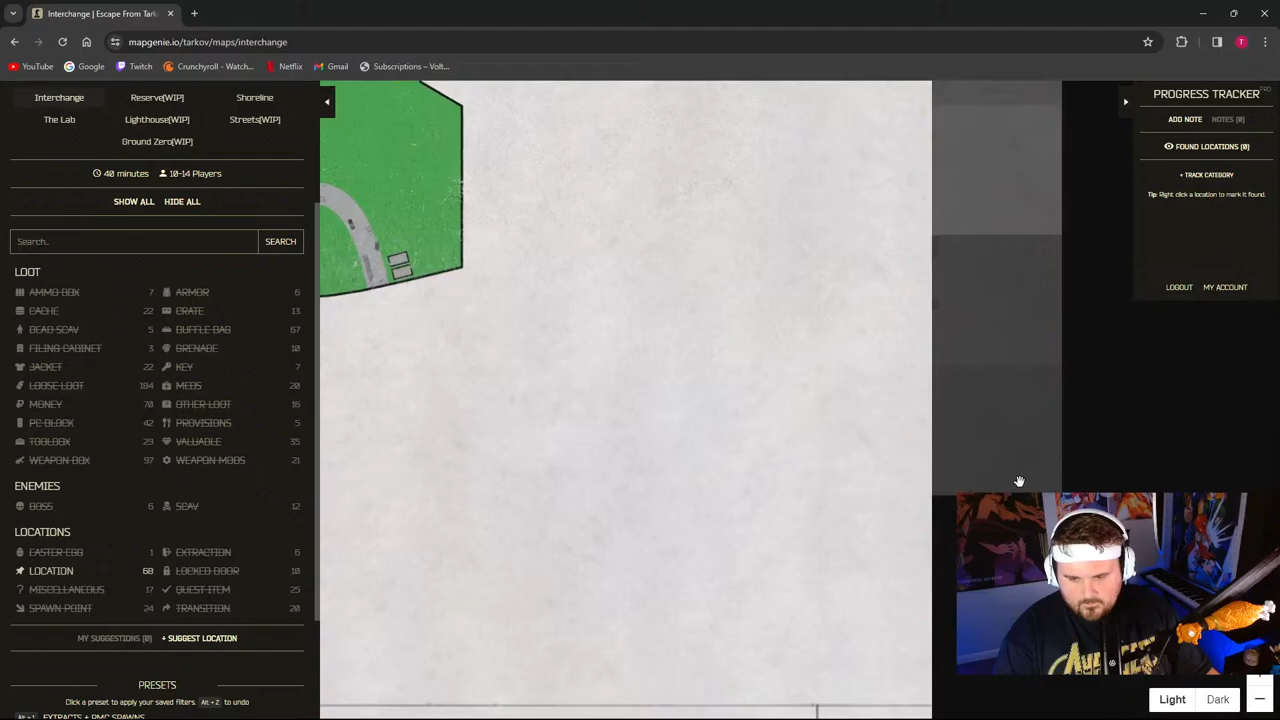 Interchange | Escape From Tark
mapgenie.io/tarkov/maps/interchange
T
YouTube Google Twitch Crunchyroll - Watch... Netflix Gmail Subscriptions – Volt...
Interchange Reserve[WIP] Shoreline
The Lab Lighthouse[WIP] Streets[WIP]
Ground Zero[WIP]
40 minutes 10-14 Players
SHOW ALL HIDE ALL
Search.. SEARCH
LOOT
AMMO BOX 7 ARMOR 6
CACHE 22 CRATE 13
DEAD SCAV 5 DUFFLE BAG 67
FILING CABINET 3 GRENADE 10
JACKET 22 KEY 7
LOOSE LOOT 184 MEDS 20
MONEY 70 OTHER LOOT 16
PC BLOCK 42 PROVISIONS 5
TOOLBOX 29 VALUABLE 35
WEAPON BOX 97 WEAPON MODS 21
ENEMIES
BOSS 6 SCAV 12
LOCATIONS
EASTER EGG 1 EXTRACTION 6
LOCATION 68 LOCKED DOOR 10
MISCELLANEOUS 17 QUEST ITEM 25
SPAWN POINT 24 TRANSITION 20
MY SUGGESTIONS (0) + SUGGEST LOCATION
PRESETS
Click a preset to apply your saved filters. Alt + Z to undo
Alt + 1 EXTRACTS + PMC SPAWNS
PROGRESS TRACKER PRO
ADD NOTE NOTES (0)
FOUND LOCATIONS (0)
+ TRACK CATEGORY
Tip: Right click a location to mark it found.
LOGOUT MY ACCOUNT
Light Dark